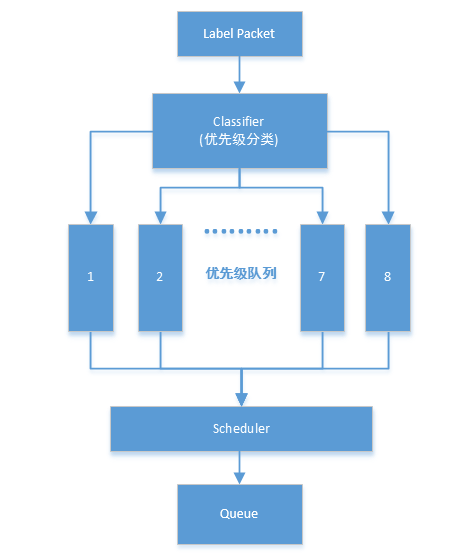 Label Packet
Classifier
(优先级分类)
1
2
7
8
优先级队列
Scheduler
Queue